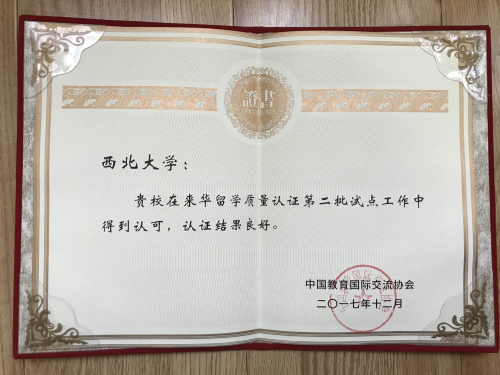 證書
西北大学：
贵校在来华留学质量认证第二批试点工作中
得到认可，认证结果良好。
中国教育国际交流协会
二〇一七年十二月